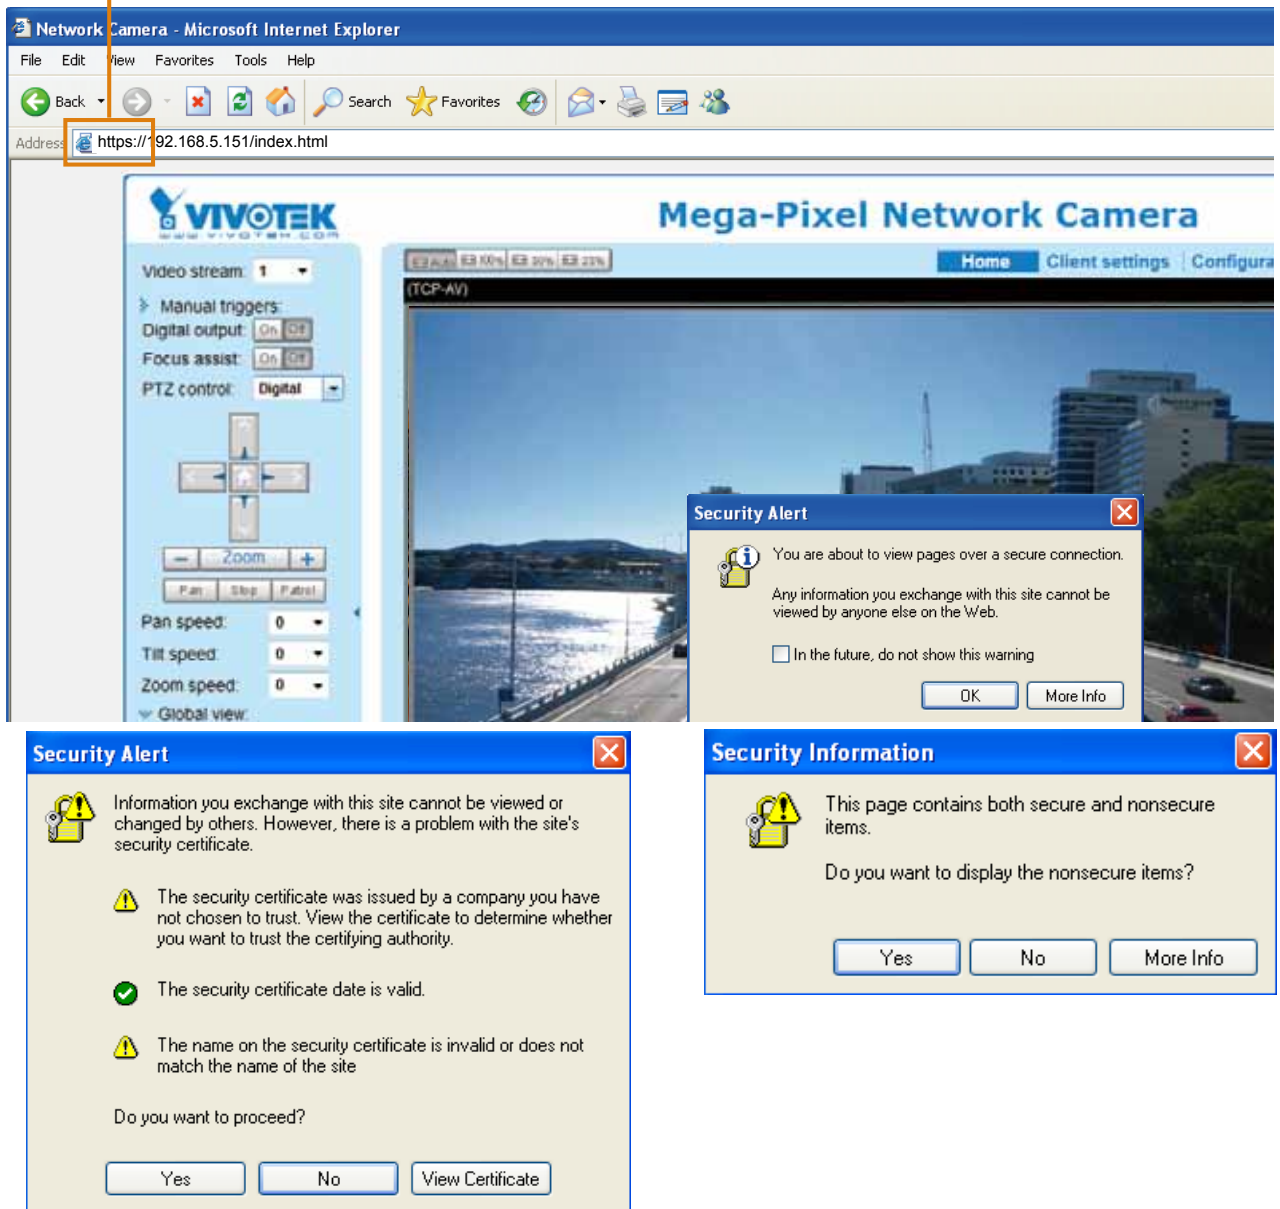 Network Camera - Microsoft Internet Explorer
File Edit View Favorites Tools Help
Back Search Favorites
Address https://192.168.5.151/index.html
VIVOTEK
WWW.VIVOTEK.COM
Mega-Pixel Network Camera
Video stream: 1
100% 50% 25%
Home Client settings Configura
(TCP-AV)
Manual triggers:
Digital output: On Off
Focus assist: On Off
PTZ control: Digital
− Zoom +
Pan Stop Patrol
Pan speed: 0
Tilt speed: 0
Zoom speed: 0
Global view:
Security Alert
You are about to view pages over a secure connection.
Any information you exchange with this site cannot be
viewed by anyone else on the Web.
In the future, do not show this warning
OK More Info
Security Alert
Information you exchange with this site cannot be viewed or
changed by others. However, there is a problem with the site's
security certificate.
The security certificate was issued by a company you have
not chosen to trust. View the certificate to determine whether
you want to trust the certifying authority.
The security certificate date is valid.
The name on the security certificate is invalid or does not
match the name of the site
Do you want to proceed?
Yes No View Certificate
Security Information
This page contains both secure and nonsecure
items.
Do you want to display the nonsecure items?
Yes No More Info